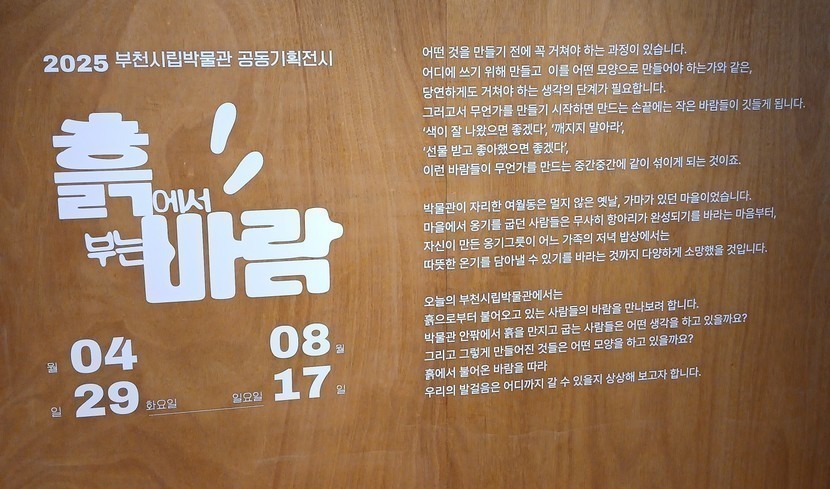 2025 부천시립박물관 공동기획전시
흙에서
부는바람
월 04
일 29 화요일
08 월
일요일 17 일
어떤 것을 만들기 전에 꼭 거쳐야 하는 과정이 있습니다.
어디에 쓰기 위해 만들고 이를 어떤 모양으로 만들어야 하는가와 같은,
당연하게도 거쳐야 하는 생각의 단계가 필요합니다.
그러고서 무언가를 만들기 시작하면 만드는 손끝에는 작은 바람들이 깃들게 됩니다.
‘색이 잘 나왔으면 좋겠다’, ‘깨지지 말아라’,
‘선물 받고 좋아했으면 좋겠다’,
이런 바람들이 무언가를 만드는 중간중간에 같이 섞이게 되는 것이죠.
박물관이 자리한 여월동은 멀지 않은 옛날, 가마가 있던 마을이었습니다.
마을에서 옹기를 굽던 사람들은 무사히 항아리가 완성되기를 바라는 마음부터,
자신이 만든 옹기그릇이 어느 가족의 저녁 밥상에서는
따뜻한 온기를 담아낼 수 있기를 바라는 것까지 다양하게 소망했을 것입니다.
오늘의 부천시립박물관에서는
흙으로부터 불어오고 있는 사람들의 바람을 만나보려 합니다.
박물관 안팎에서 흙을 만지고 굽는 사람들은 어떤 생각을 하고 있을까요?
그리고 그렇게 만들어진 것들은 어떤 모양을 하고 있을까요?
흙에서 불어온 바람을 따라
우리의 발걸음은 어디까지 갈 수 있을지 상상해 보고자 합니다.